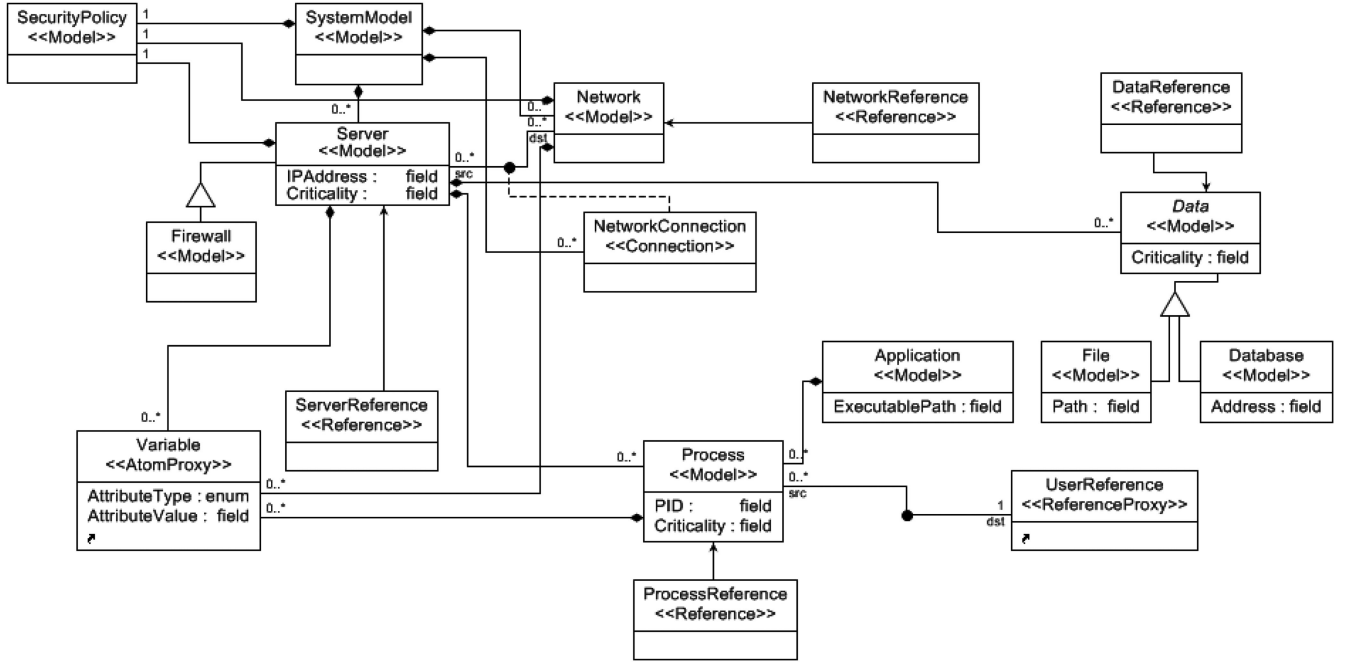 SecurityPolicy
<<Model>>
1
1
1
SystemModel
<<Model>>
0..*
Network
<<Model>>
0..
0..*
dst
NetworkReference
<<Reference>>
DataReference
<<Reference>>
Server
<<Model>>
IPAddress : field
Criticality : field
0..*
src
Firewall
<<Model>>
NetworkConnection
<<Connection>>
0..*
Data
<<Model>>
Criticality : field
0..*
Application
<<Model>>
ExecutablePath : field
File
<<Model>>
Path : field
Database
<<Model>>
Address : field
ServerReference
<<Reference>>
0..*
Variable
<<AtomProxy>>
AttributeType : enum
AttributeValue : field
0..*
0..*
0..*
Process
<<Model>>
PID : field
Criticality : field
0..*
0..*
src
1
dst
UserReference
<<ReferenceProxy>>
ProcessReference
<<Reference>>